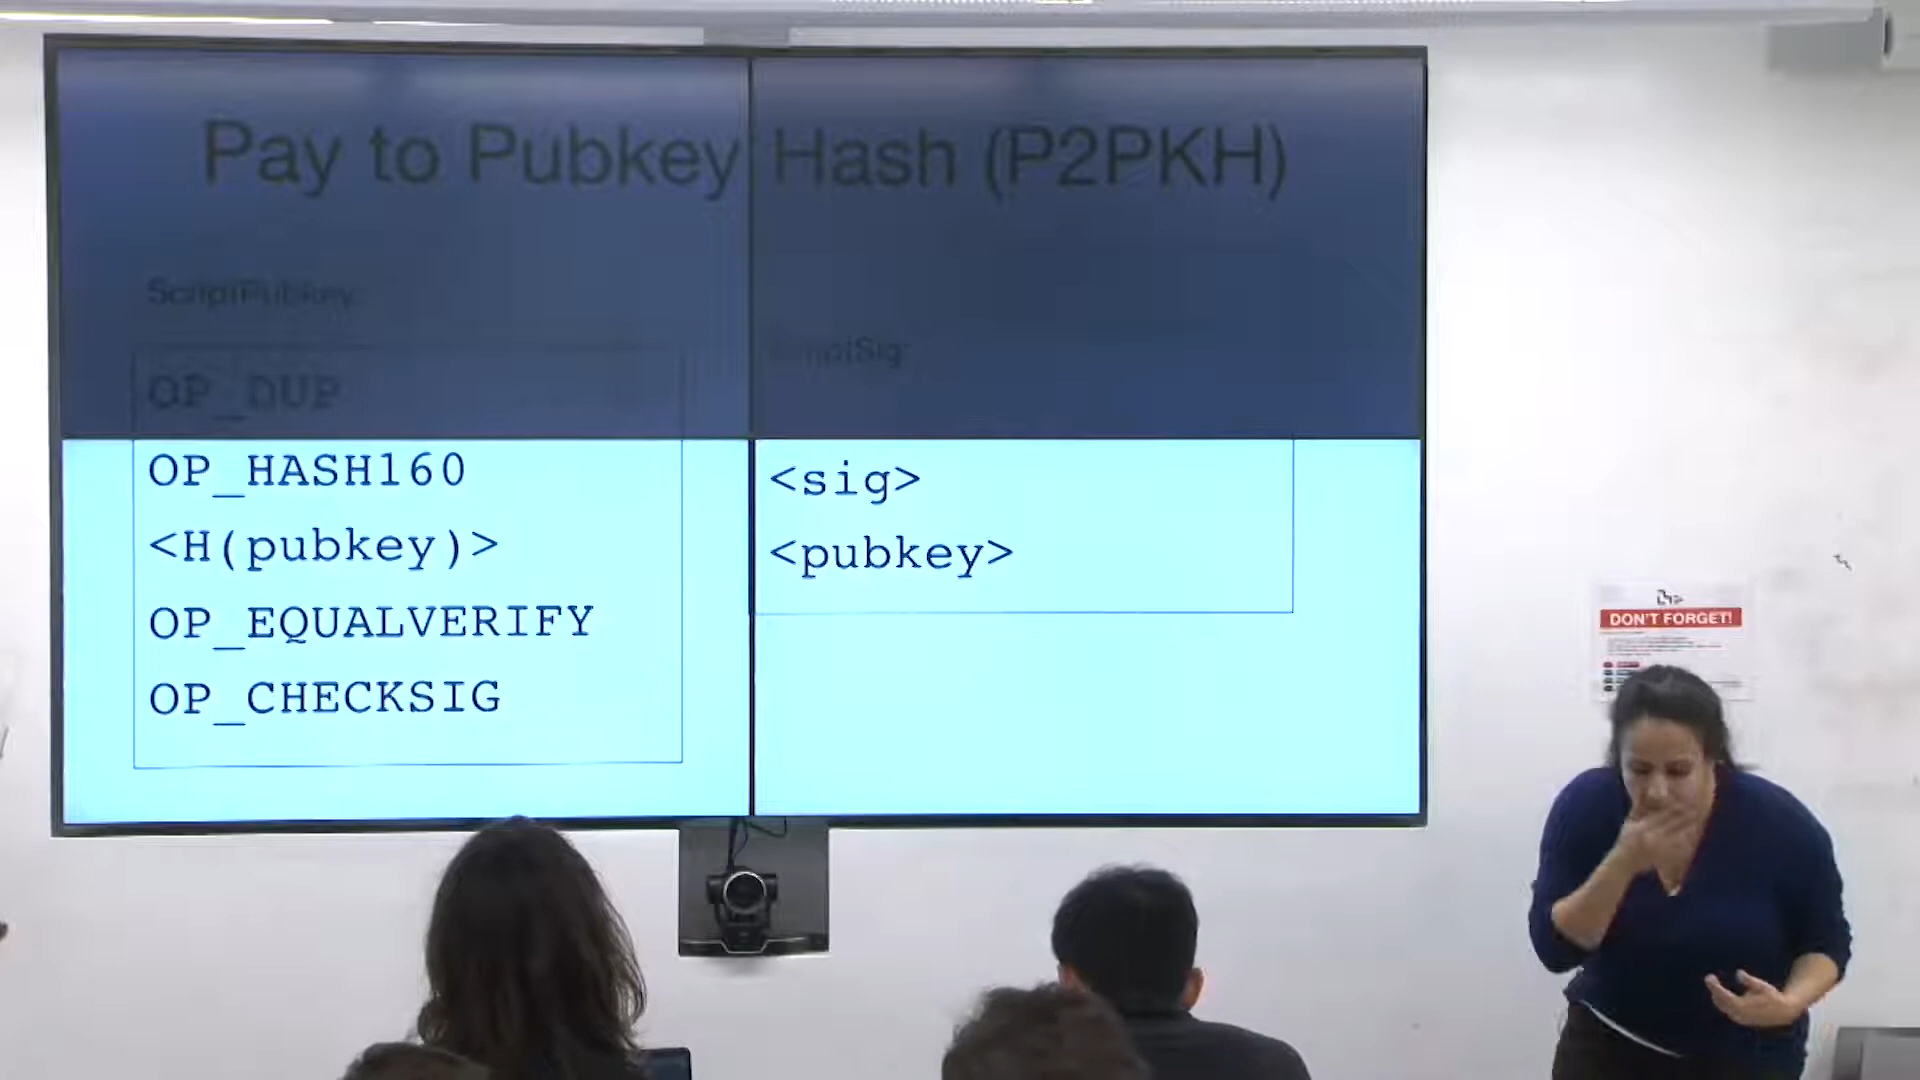 Pay to Pubkey Hash (P2PKH)
ScriptPubkey:
OP_DUP
OP_HASH160
<H(pubkey)>
OP_EQUALVERIFY
OP_CHECKSIG
ScriptSig:
<sig>
<pubkey>
DON'T FORGET!